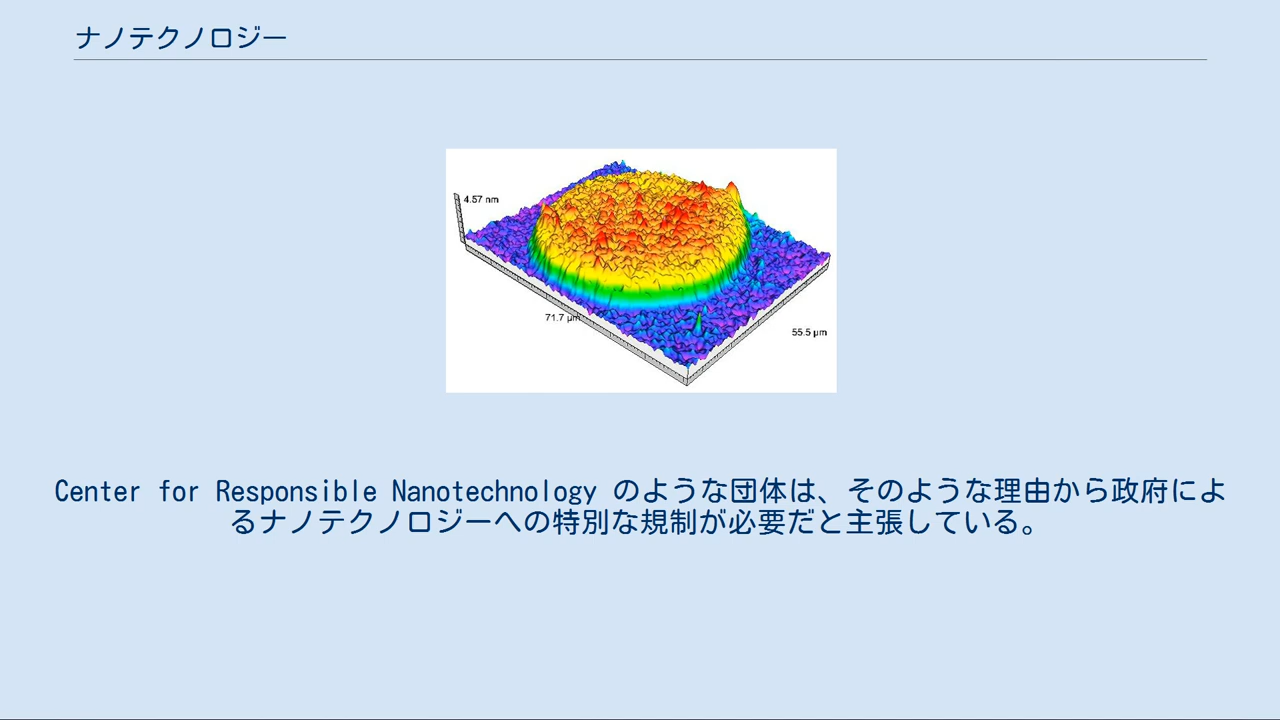 ナノテクノロジー
4.57 nm
71.7 µm
55.5 µm
Center for Responsible Nanotechnology のような団体は、そのような理由から政府によ
るナノテクノロジーへの特別な規制が必要だと主張している。